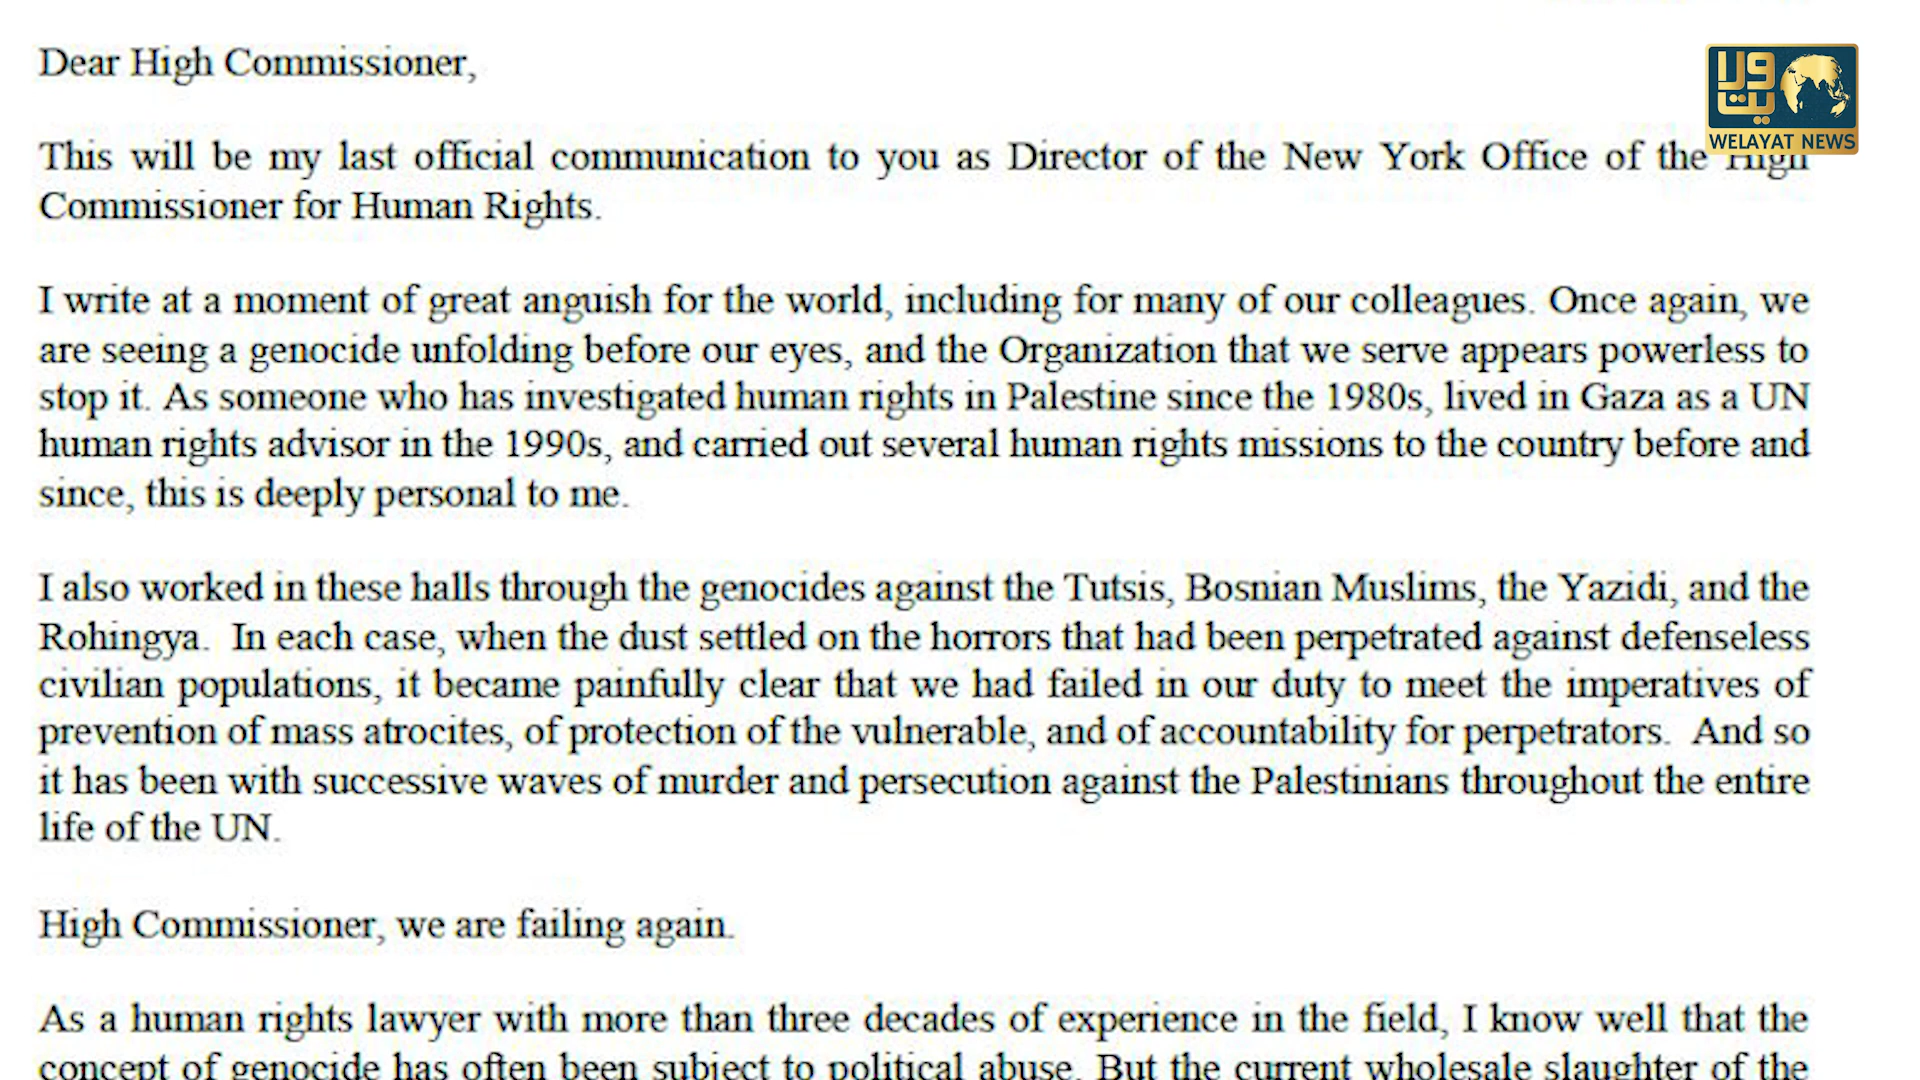 Dear High Commissioner,
ولا
يت
WELAYAT NEWS
This will be my last official communication to you as Director of the New York Office of the High
Commissioner for Human Rights.
I write at a moment of great anguish for the world, including for many of our colleagues. Once again, we
are seeing a genocide unfolding before our eyes, and the Organization that we serve appears powerless to
stop it. As someone who has investigated human rights in Palestine since the 1980s, lived in Gaza as a UN
human rights advisor in the 1990s, and carried out several human rights missions to the country before and
since, this is deeply personal to me.
I also worked in these halls through the genocides against the Tutsis, Bosnian Muslims, the Yazidi, and the
Rohingya. In each case, when the dust settled on the horrors that had been perpetrated against defenseless
civilian populations, it became painfully clear that we had failed in our duty to meet the imperatives of
prevention of mass atrocites, of protection of the vulnerable, and of accountability for perpetrators. And so
it has been with successive waves of murder and persecution against the Palestinians throughout the entire
life of the UN.
High Commissioner, we are failing again.
As a human rights lawyer with more than three decades of experience in the field, I know well that the
concept of genocide has often been subject to political abuse. But the current wholesale slaughter of the